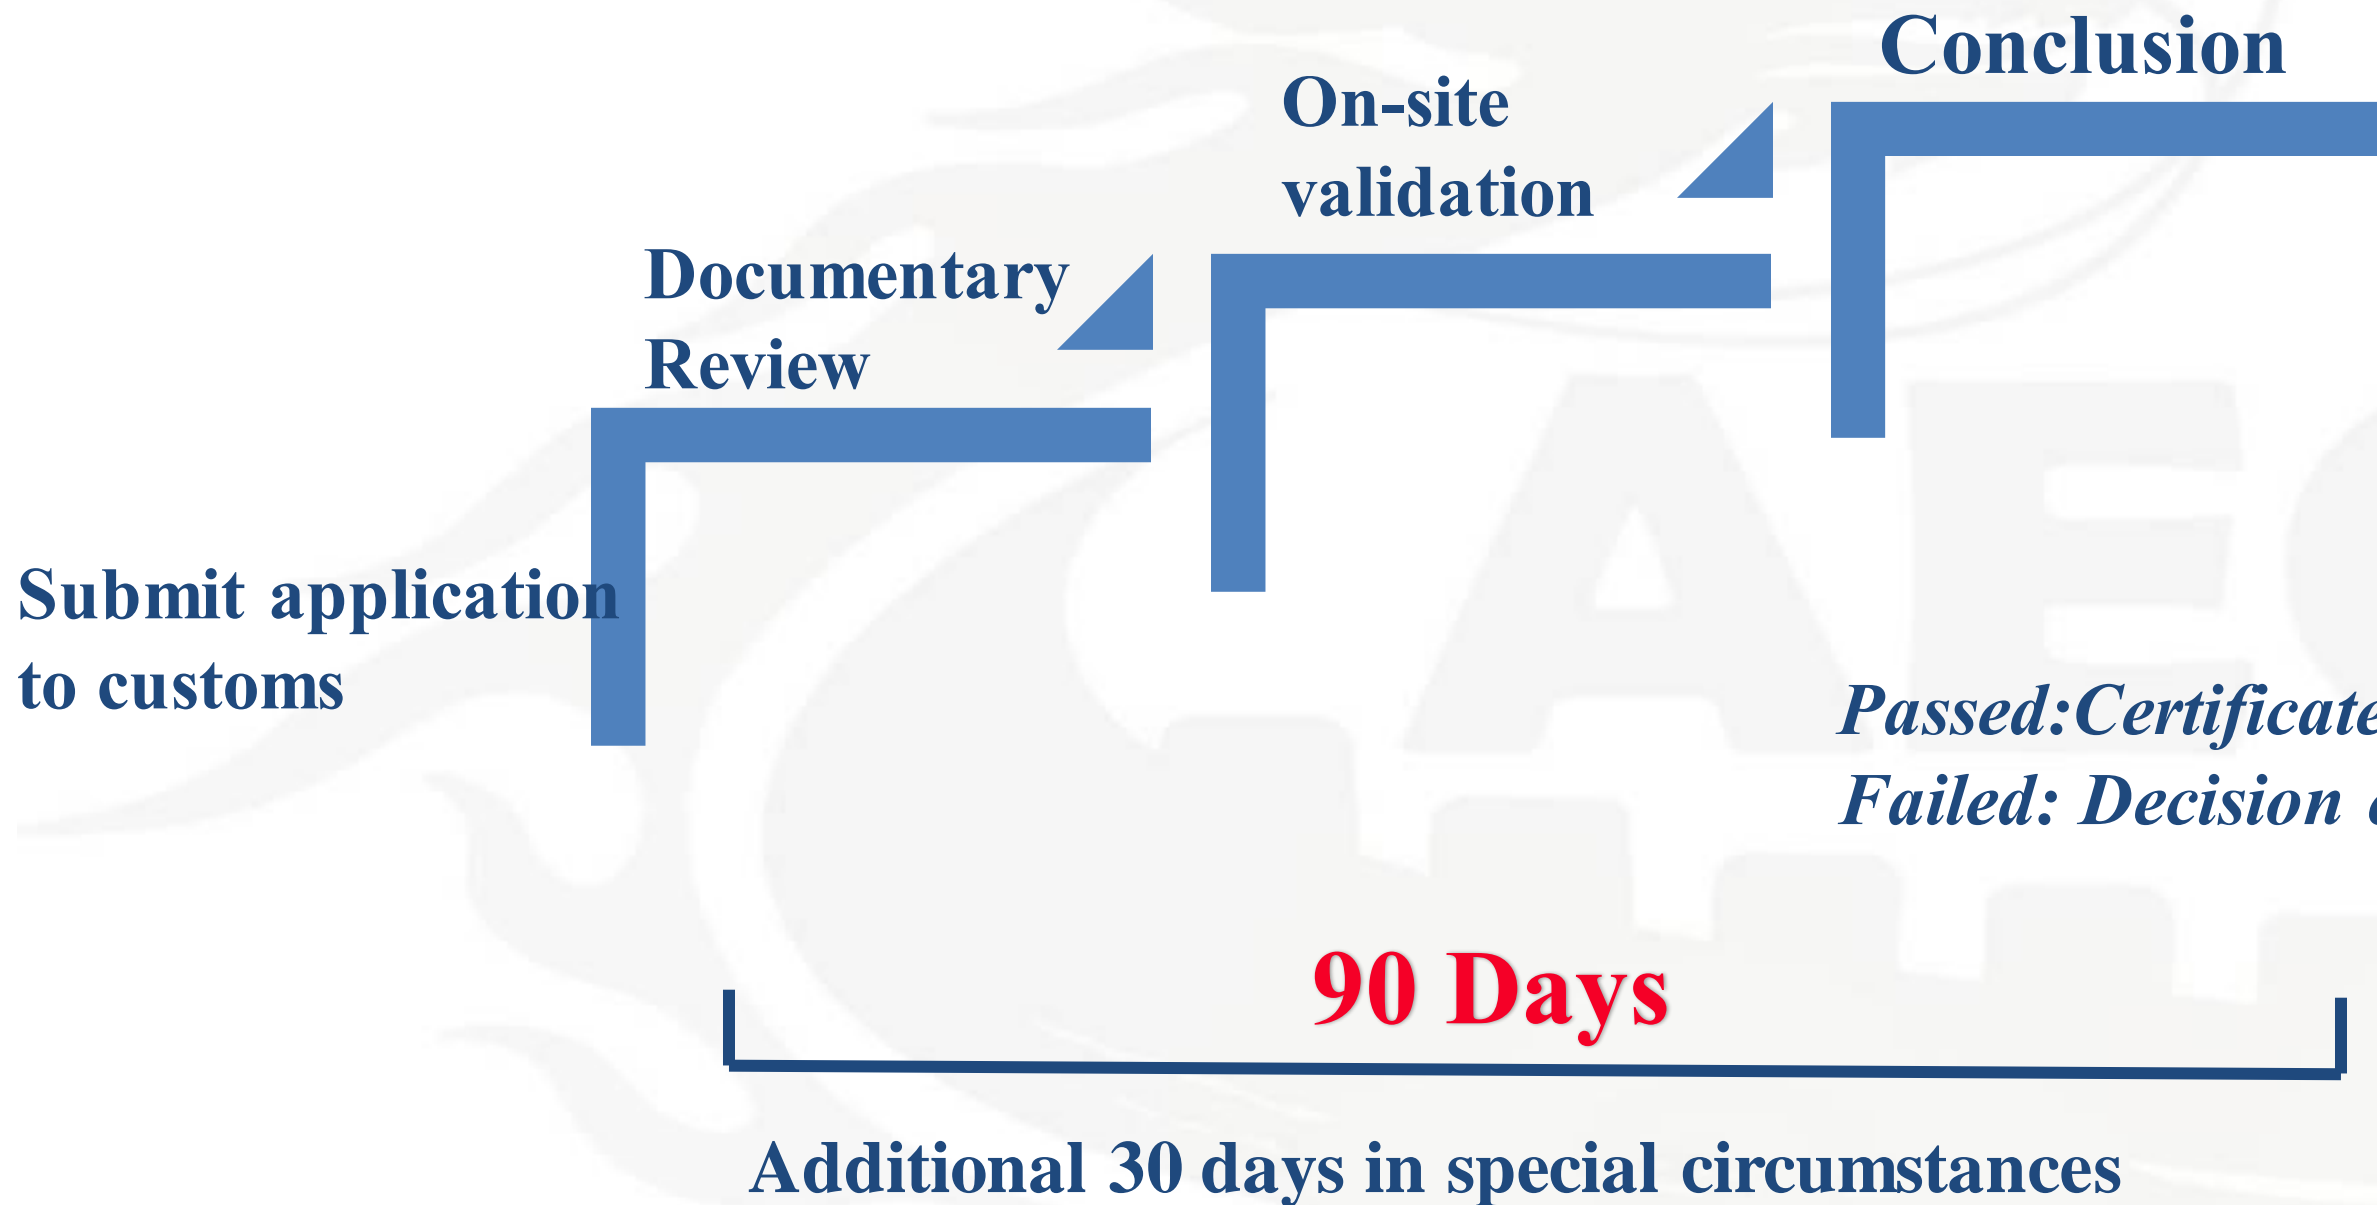 Submit application
to customs
Documentary
Review
On-site
validation
Conclusion
Passed:Certificate
Failed: Decision
90 Days
Additional 30 days in special circumstances